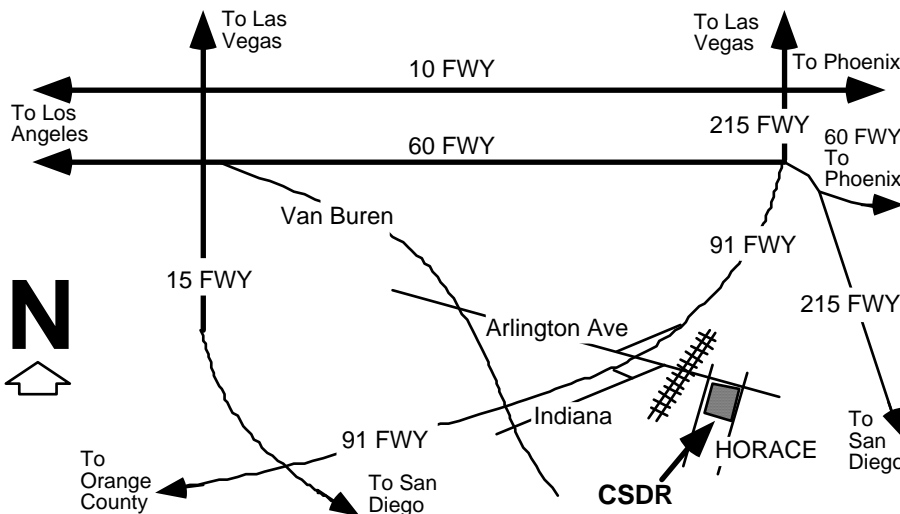 To Las
Vegas
To Las
Vegas
10 FWY
To Phoenix
To Los
Angeles
60 FWY
215 FWY
60 FWY
To
Phoenix
Van Buren
91 FWY
15 FWY
N
215 FWY
Arlington Ave
Indiana
91 FWY
HORACE
To
San
Diego
To
Orange
County
To San
Diego
CSDR